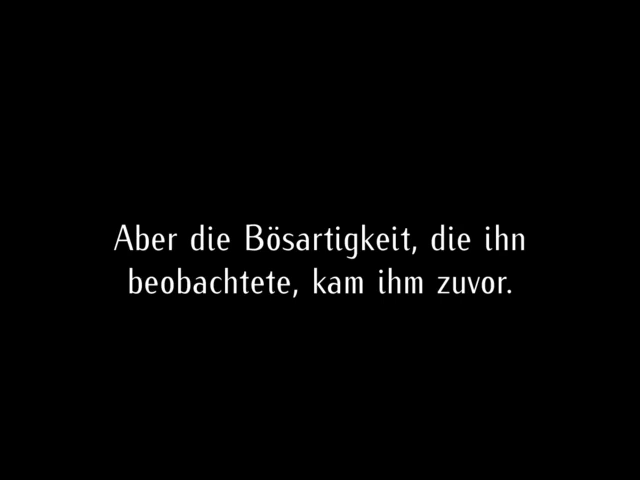 Aber die Bösartigkeit, die ihn
beobachtete, kam ihm zuvor.